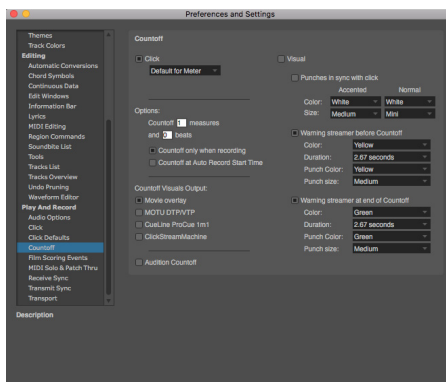 Preferences and Settings
Themes
Track Colors
Editing
Automatic Conversions
Chord Symbols
Continuous Data
Edit Windows
Information Bar
Lyrics
MIDI Editing
Region Commands
Soundbite List
Tools
Tracks List
Tracks Overview
Undo Pruning
Waveform Editor
Play And Record
Audio Options
Click
Click Defaults
Countoff
Film Scoring Events
MIDI Solo & Patch Thru
Receive Sync
Transmit Sync
Transport
Description
Countoff
Click
Default for Meter
Options:
Countoff 1 measures
and 0 beats
Countoff only when recording
Countoff at Auto Record Start Time
Countoff Visuals Output:
Movie overlay
MOTU DTP/VTP
CueLine ProCue 1m1
ClickStreamMachine
Audition Countoff
Visual
Punches in sync with click
Accented Normal
Color: White White
Size: Medium Mini
Warning streamer before Countoff
Color: Yellow
Duration: 2.67 seconds
Punch Color: Yellow
Punch size: Medium
Warning streamer at end of Countoff
Color: Green
Duration: 2.67 seconds
Punch Color: Green
Punch size: Medium